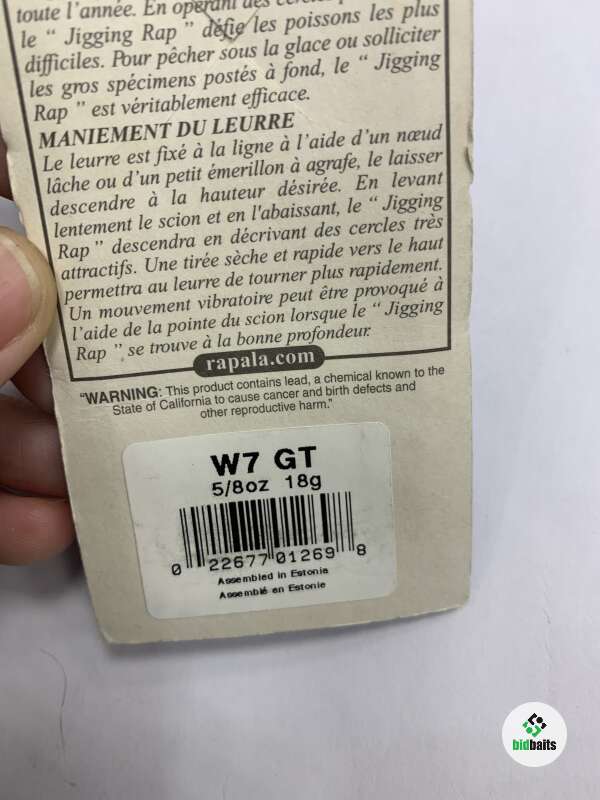 toute l'année. En opérant des cercles
le “ Jigging Rap ” défie les poissons les plus
difficiles. Pour pêcher sous la glace ou solliciter
les gros spécimens postés à fond, le “ Jigging
Rap ” est véritablement efficace.
MANIEMENT DU LEURRE
Le leurre est fixé à la ligne à l'aide d'un nœud
lâche ou d'un petit émerillon à agrafe, le laisser
descendre à la hauteur désirée. En levant
lentement le scion et en l'abaissant, le “ Jigging
Rap ” descendra en décrivant des cercles très
attractifs. Une tirée sèche et rapide vers le haut
permettra au leurre de tourner plus rapidement.
Un mouvement vibratoire peut être provoqué à
l'aide de la pointe du scion lorsque le “ Jigging
Rap ” se trouve à la bonne profondeur.
rapala.com
“WARNING: This product contains lead, a chemical known to the
State of California to cause cancer and birth defects and
other reproductive harm.”
W7 GT
5/8oz 18g
0 22677 01269 8
Assembled in Estonia
Assemblé en Estonie
bidbaits